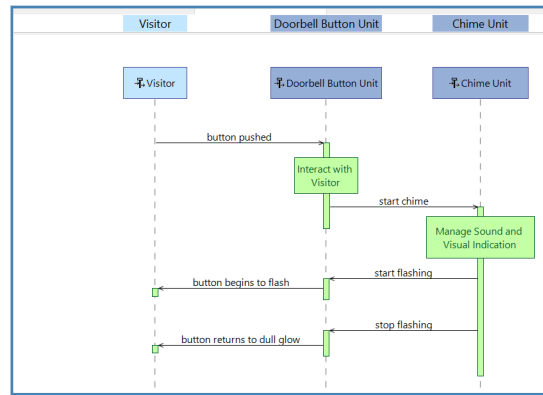 Visitor Doorbell Button Unit Chime Unit
Visitor Doorbell Button Unit Chime Unit
button pushed
Interact with
Visitor
start chime
Manage Sound and
Visual Indication
start flashing
button begins to flash
stop flashing
button returns to dull glow